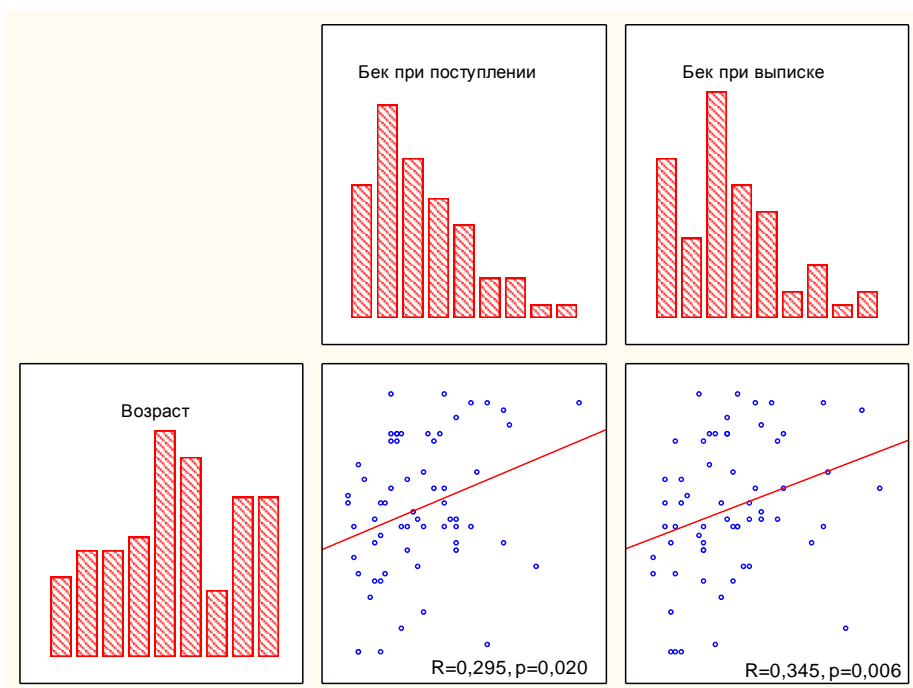 Бек при поступлении
Бек при выписке
Возраст
R=0,295, p=0,020
R=0,345, p=0,006